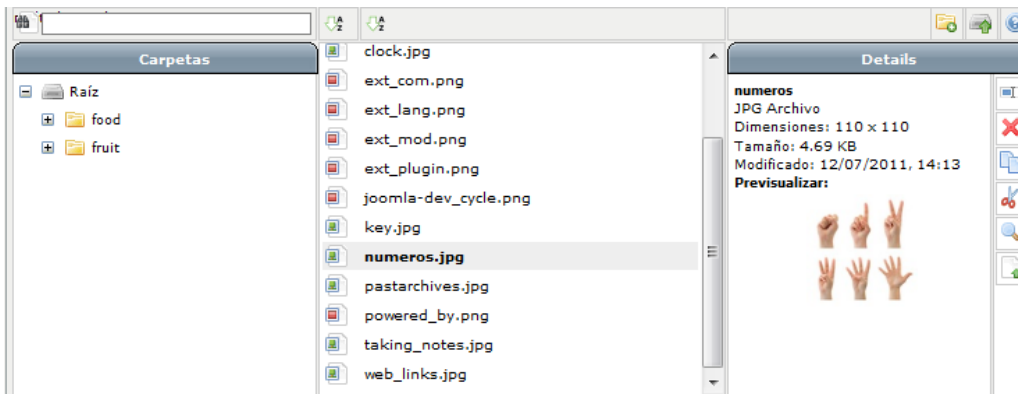 Carpetas
Raíz
food
fruit
clock.jpg
ext_com.png
ext_lang.png
ext_mod.png
ext_plugin.png
joomla-dev_cycle.png
key.jpg
numeros.jpg
pastarchives.jpg
powered_by.png
taking_notes.jpg
web_links.jpg
Details
numeros
JPG Archivo
Dimensiones: 110 x 110
Tamaño: 4.69 KB
Modificado: 12/07/2011, 14:13
Previsualizar: